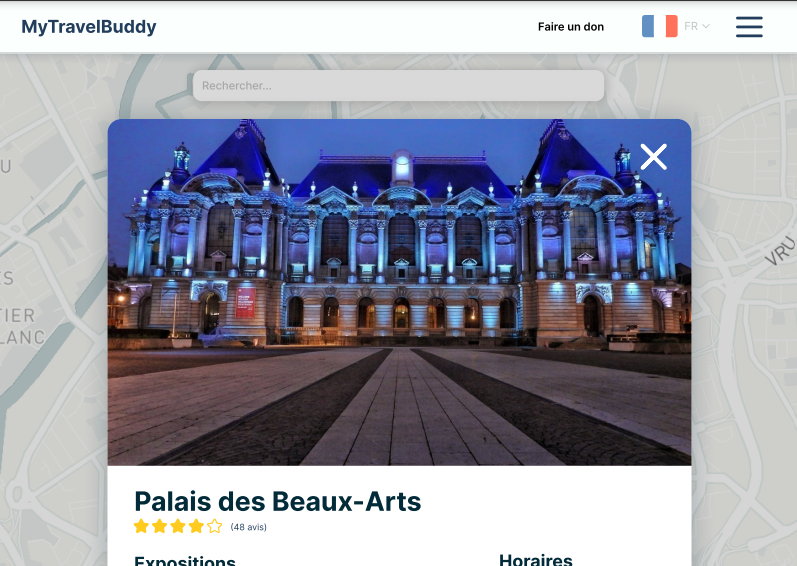 MyTravelBuddy
Faire un don
FR
Rechercher...
U
VRU
S
TIER
LANC
Palais des Beaux-Arts
(48 avis)
Expositions
Horaires